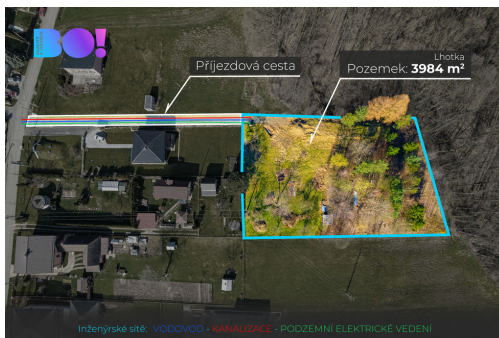 BO!
Příjezdová cesta
Lhotka
Pozemek: 3984 m²
Inženýrské sítě: VODOVOD - KANALIZACE - PODZEMNÍ ELEKTRICKÉ VEDENÍ